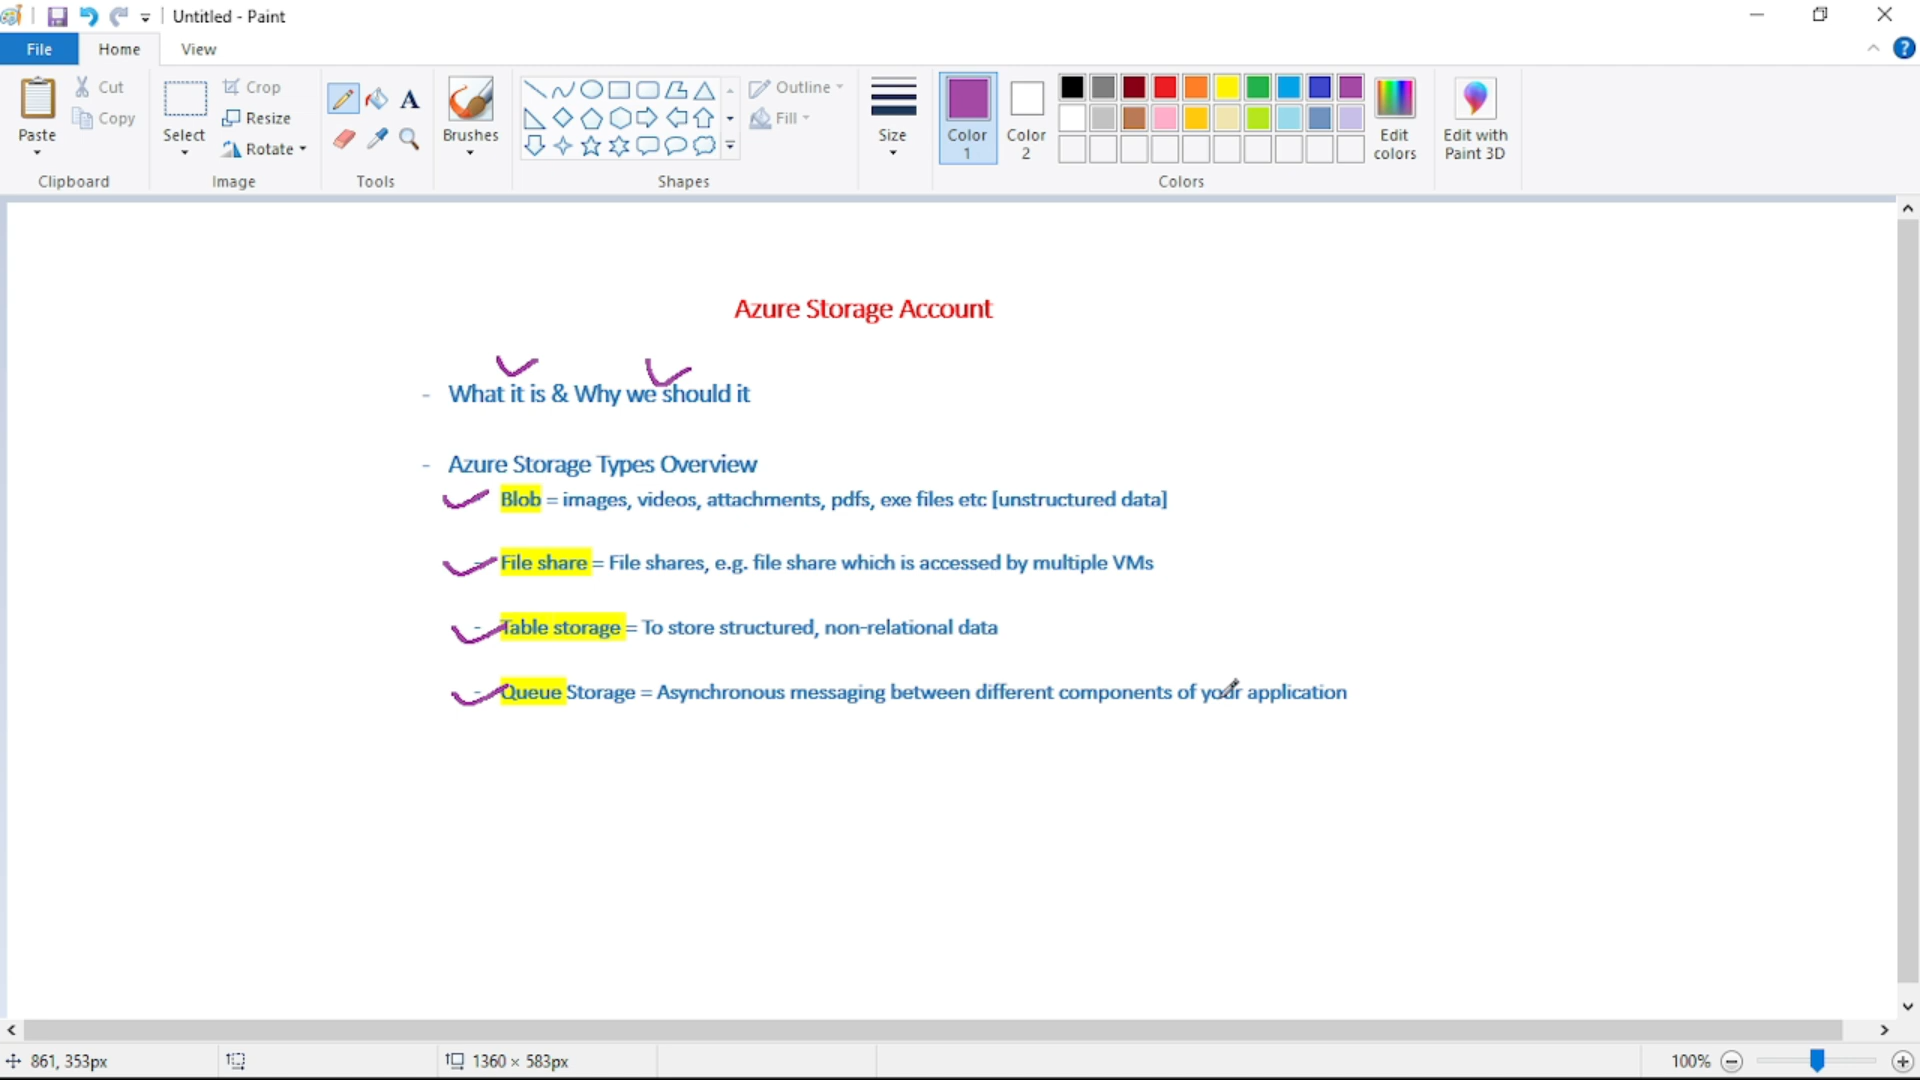 Untitled - Paint
File Home View
Paste Cut Copy Clipboard
Select Crop Resize Rotate Image
Tools
Brushes
Outline Fill Shapes
Size
Color 1 Color 2 Edit colors Colors
Edit with Paint 3D
Azure Storage Account
- What it is & Why we should it
- Azure Storage Types Overview
Blob = images, videos, attachments, pdfs, exe files etc [unstructured data]
- File share = File shares, e.g. file share which is accessed by multiple VMs
- Table storage = To store structured, non-relational data
- Queue Storage = Asynchronous messaging between different components of your application
861, 353px 1360 × 583px 100%